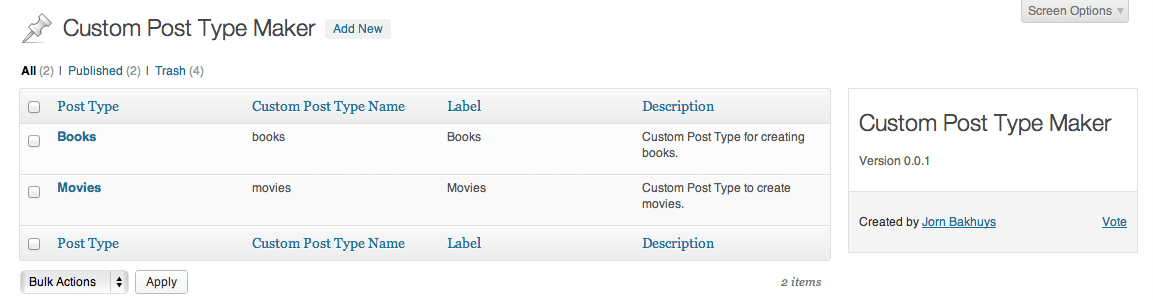 Screen Options ▼
Custom Post Type Maker Add New
All (2) | Published (2) | Trash (4)
Post Type Custom Post Type Name Label Description
Books books Books Custom Post Type for creating
books.
Movies movies Movies Custom Post Type to create
movies.
Post Type Custom Post Type Name Label Description
Bulk Actions Apply 2 items
Custom Post Type Maker
Version 0.0.1
Created by Jorn Bakhuys Vote